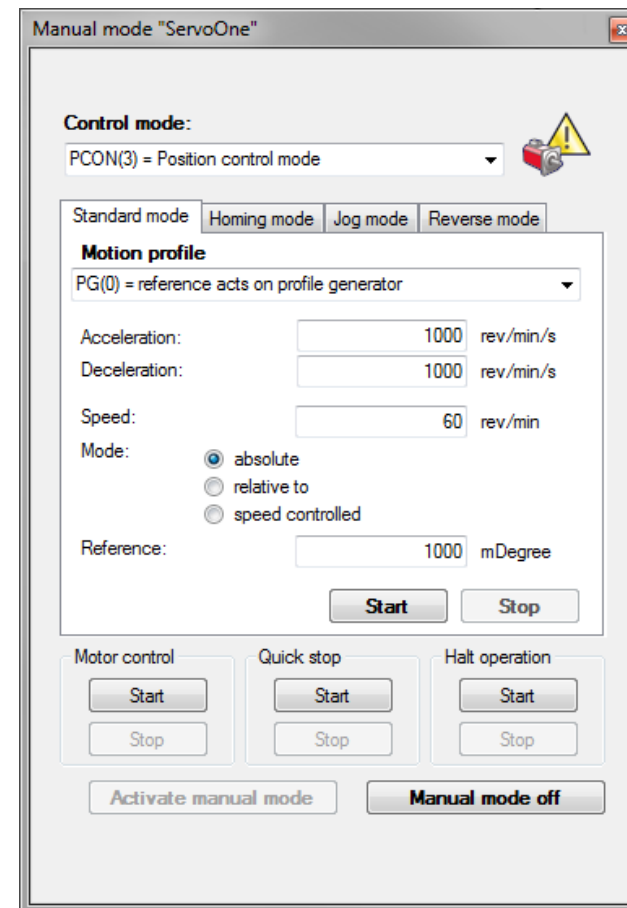 Manual mode "ServoOne"
x
Control mode:
PCON(3) = Position control mode
Standard mode Homing mode Jog mode Reverse mode
Motion profile
PG(0) = reference acts on profile generator
Acceleration: 1000 rev/min/s
Deceleration: 1000 rev/min/s
Speed: 60 rev/min
Mode: absolute
relative to
speed controlled
Reference: 1000 mDegree
Start Stop
Motor control Quick stop Halt operation
Start Start Start
Stop Stop Stop
Activate manual mode Manual mode off